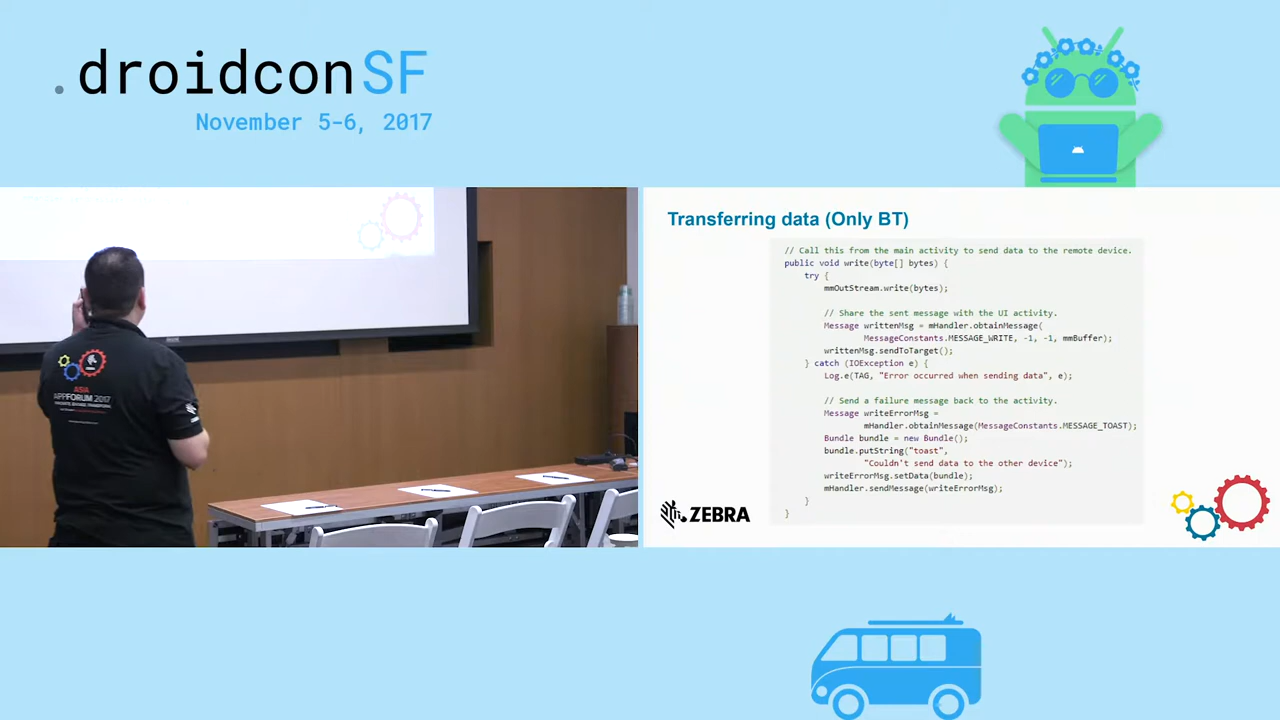 .droidconSF
November 5-6, 2017
ASIA
APPFORUM 2017
Transferring data (Only BT)
// Call this from the main activity to send data to the remote device.
public void write(byte[] bytes) {
try {
mmOutStream.write(bytes);
// Share the sent message with the UI activity.
Message writtenMsg = mHandler.obtainMessage(
MessageConstants.MESSAGE_WRITE, -1, -1, mmBuffer);
writtenMsg.sendToTarget();
} catch (IOException e) {
Log.e(TAG, "Error occurred when sending data", e);
// Send a failure message back to the activity.
Message writeErrorMsg =
mHandler.obtainMessage(MessageConstants.MESSAGE_TOAST);
Bundle bundle = new Bundle();
bundle.putString("toast",
"Couldn't send data to the other device");
writeErrorMsg.setData(bundle);
mHandler.sendMessage(writeErrorMsg);
}
}
ZEBRA